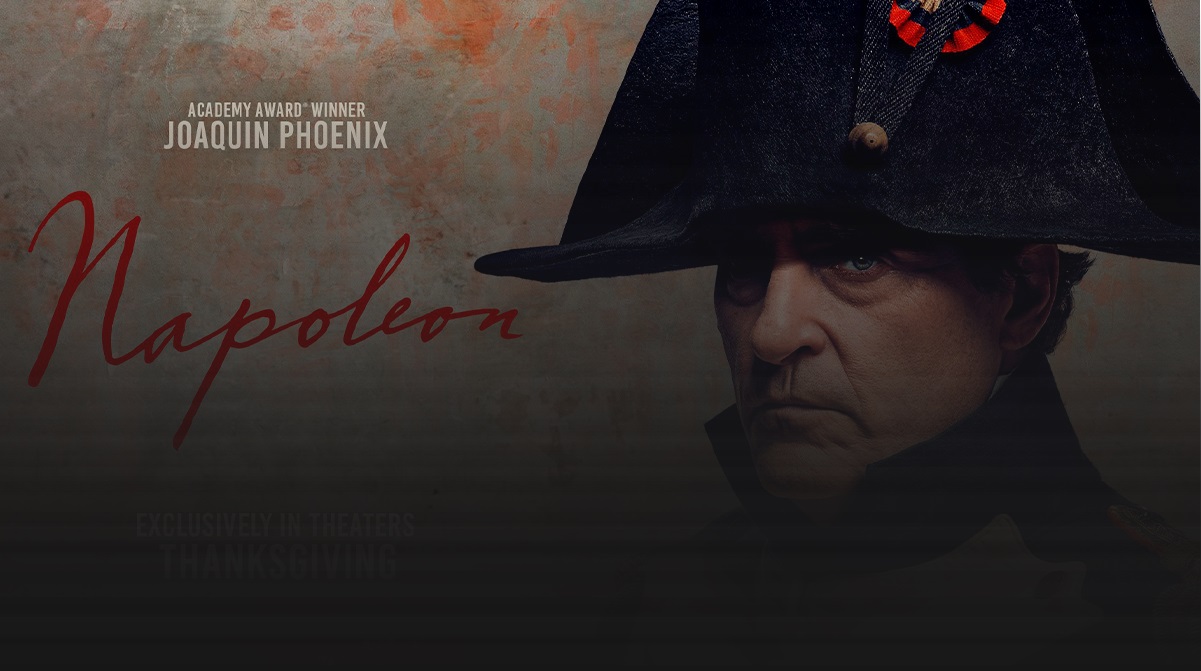 ACADEMY AWARD® WINNER
JOAQUIN PHOENIX
Napoleon
EXCLUSIVELY IN THEATERS
THANKSGIVING